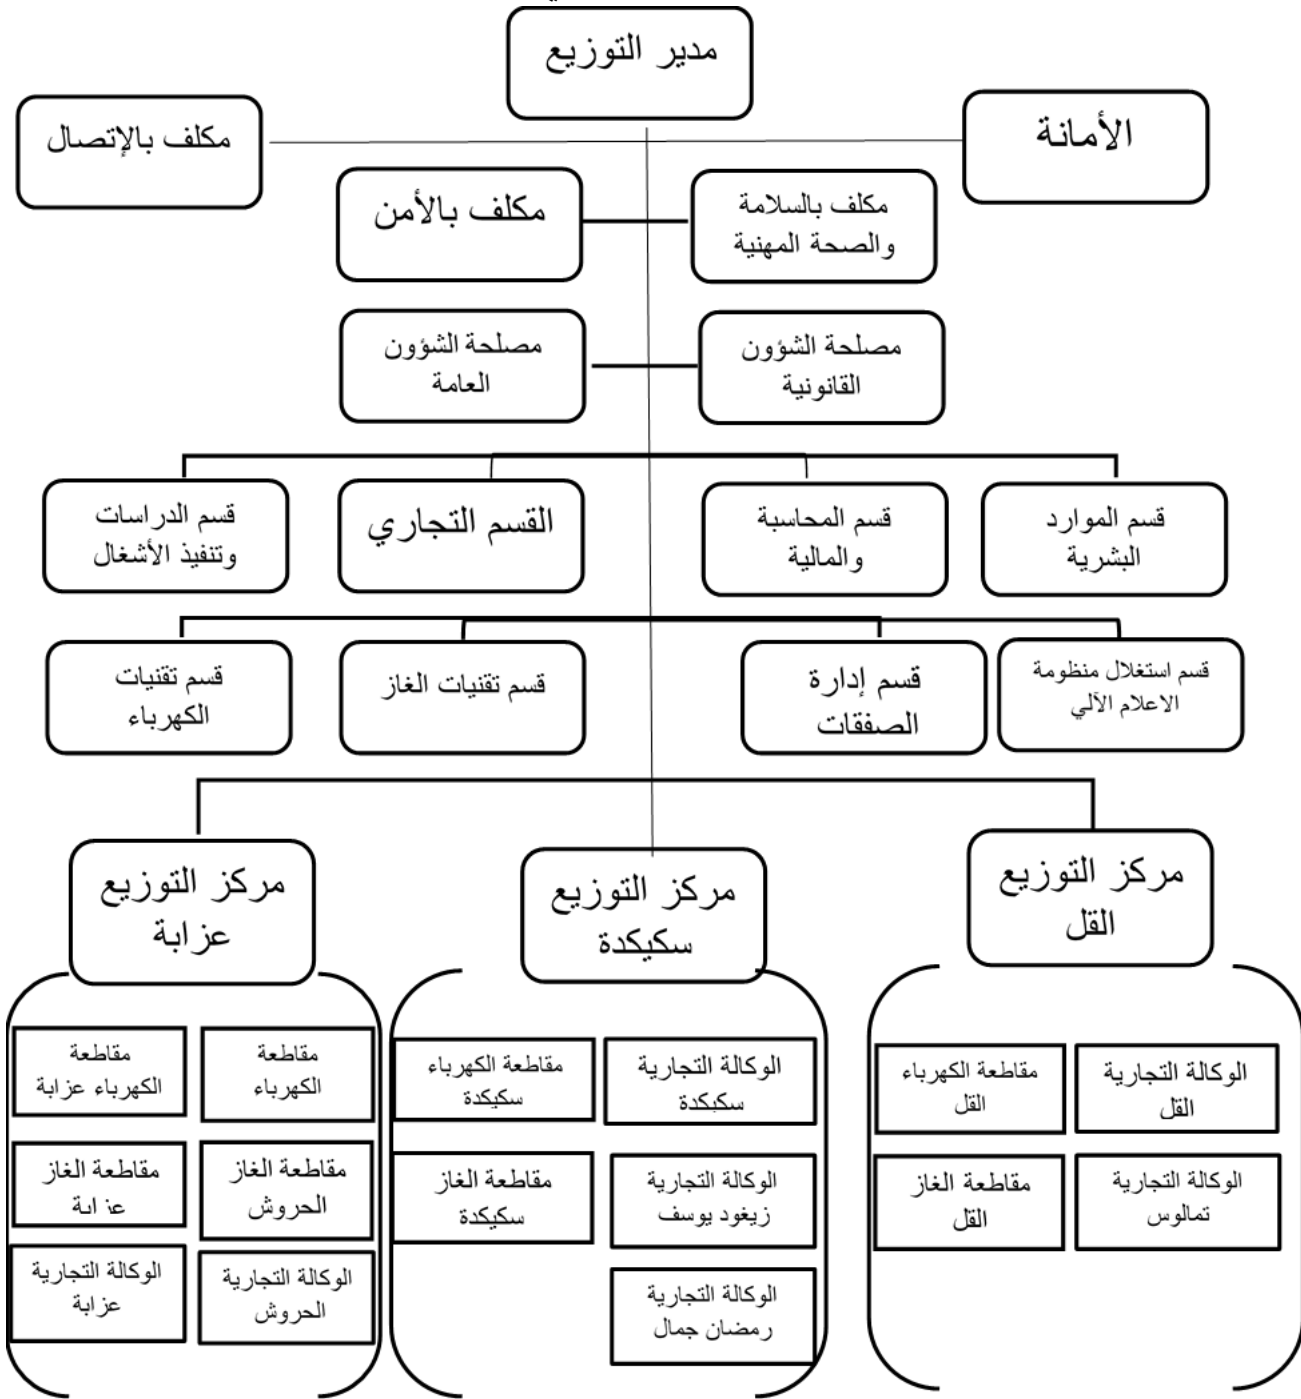 مدير التوزيع
الأمانة
مكلف بالإتصال
مكلف بالسلامة
والصحة المهنية
مكلف بالأمن
مصلحة الشؤون
القانونية
مصلحة الشؤون
العامة
قسم الموارد
البشرية
قسم المحاسبة
والمالية
القسم التجاري
قسم الدراسات
وتنفيذ الأشغال
قسم استغلال منظومة
الاعلام الآلي
قسم إدارة
الصفقات
قسم تقنيات الغاز
قسم تقنيات
الكهرباء
مركز التوزيع
القل
مركز التوزيع
سكيكدة
مركز التوزيع
عزابة
الوكالة التجارية
القل
مقاطعة الكهرباء
القل
الوكالة التجارية
تمالوس
مقاطعة الغاز
القل
الوكالة التجارية
سكيكدة
مقاطعة الكهرباء
سكيكدة
الوكالة التجارية
زيغود يوسف
مقاطعة الغاز
سكيكدة
الوكالة التجارية
رمضان جمال
مقاطعة
الكهرباء
مقاطعة
الكهرباء عزابة
مقاطعة الغاز
الحروش
مقاطعة الغاز
عزابة
الوكالة التجارية
الحروش
الوكالة التجارية
عزابة